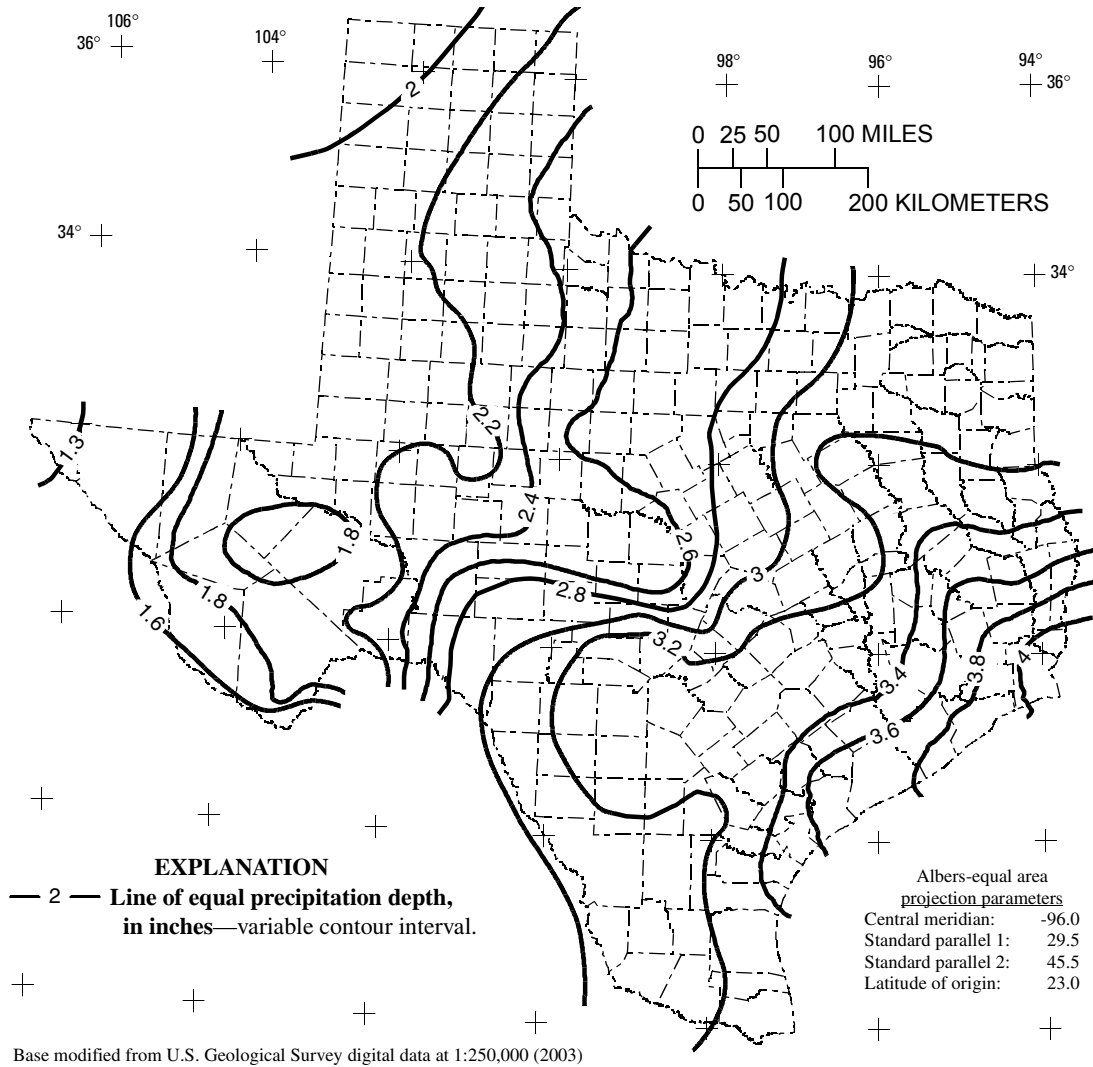 106°
36°
104°
98°
96°
94°
36°
0 25 50 100 MILES
0 50 100 200 KILOMETERS
34°
34°
2
2.2
2.4
2.6
2.8
3
3.2
3.4
3.6
3.8
4
1.3
1.8
1.8
1.6
EXPLANATION
2 Line of equal precipitation depth,
in inches—variable contour interval.
Albers-equal area
projection parameters
Central meridian: -96.0
Standard parallel 1: 29.5
Standard parallel 2: 45.5
Latitude of origin: 23.0
Base modified from U.S. Geological Survey digital data at 1:250,000 (2003)